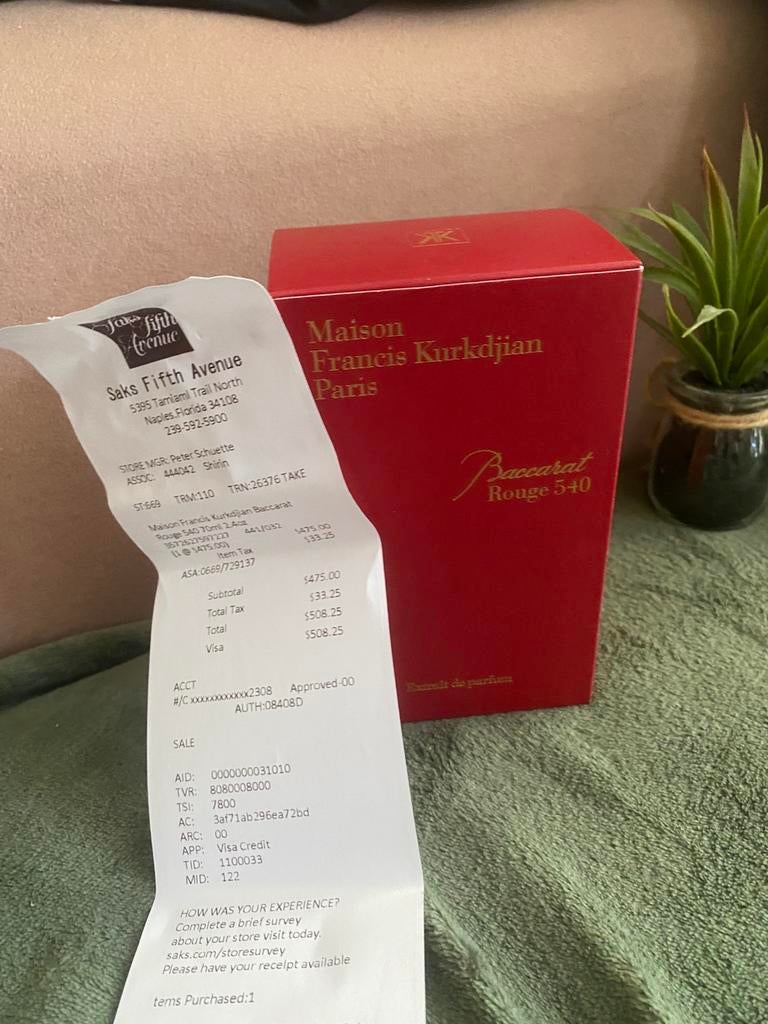 Saks Fifth
Avenue
Saks Fifth Avenue
5395 Tamiami Trail North
Naples,Florida 34108
239-592-5900
STORE MGR: Peter Schuette
ASSOC: 444042 Shirin
ST:669 TRM:110 TRN:26376 TAKE
Maison Francis Kurkdjian Baccarat
Rouge 540 70ml 2.4oz
441/032 $475.00
(1 @ $475.00) $33.25
Item Tax
ASA:0669/729137
Subtotal $475.00
Total Tax $33.25
Total $508.25
Visa $508.25
ACCT
#/C xxxxxxxxxxxx2308 Approved-00
AUTH:08408D
SALE
AID: 0000000031010
TVR: 8080008000
TSI: 7800
AC: 3af71ab296ea72bd
ARC: 00
APP: Visa Credit
TID: 1100033
MID: 122
HOW WAS YOUR EXPERIENCE?
Complete a brief survey
about your store visit today.
saks.com/storesurvey
Please have your receipt available
tems Purchased:1
Maison
Francis Kurkdjian
Paris
Baccarat
Rouge 540
Extrait de parfum